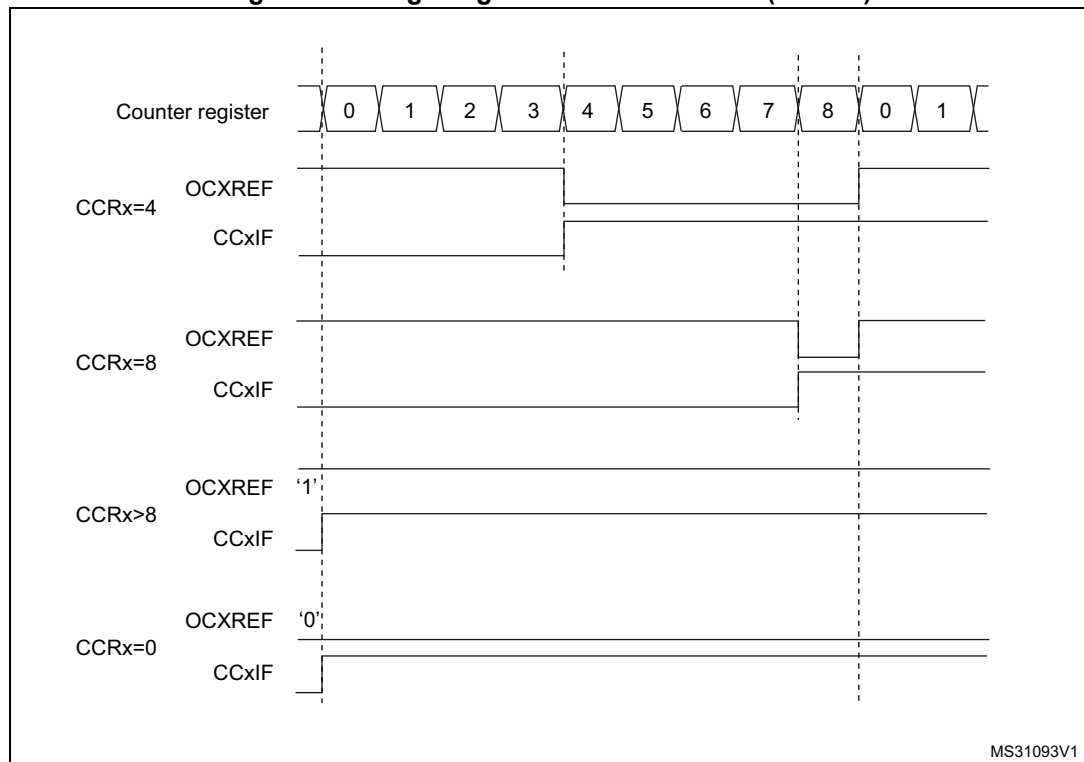 Counter register 0 1 2 3 4 5 6 7 8 0 1
OCXREF
CCRx=4
CCxIF
OCXREF
CCRx=8
CCxIF
OCXREF ‘1’
CCRx>8
CCxIF
OCXREF ‘0’
CCRx=0
CCxIF
MS31093V1